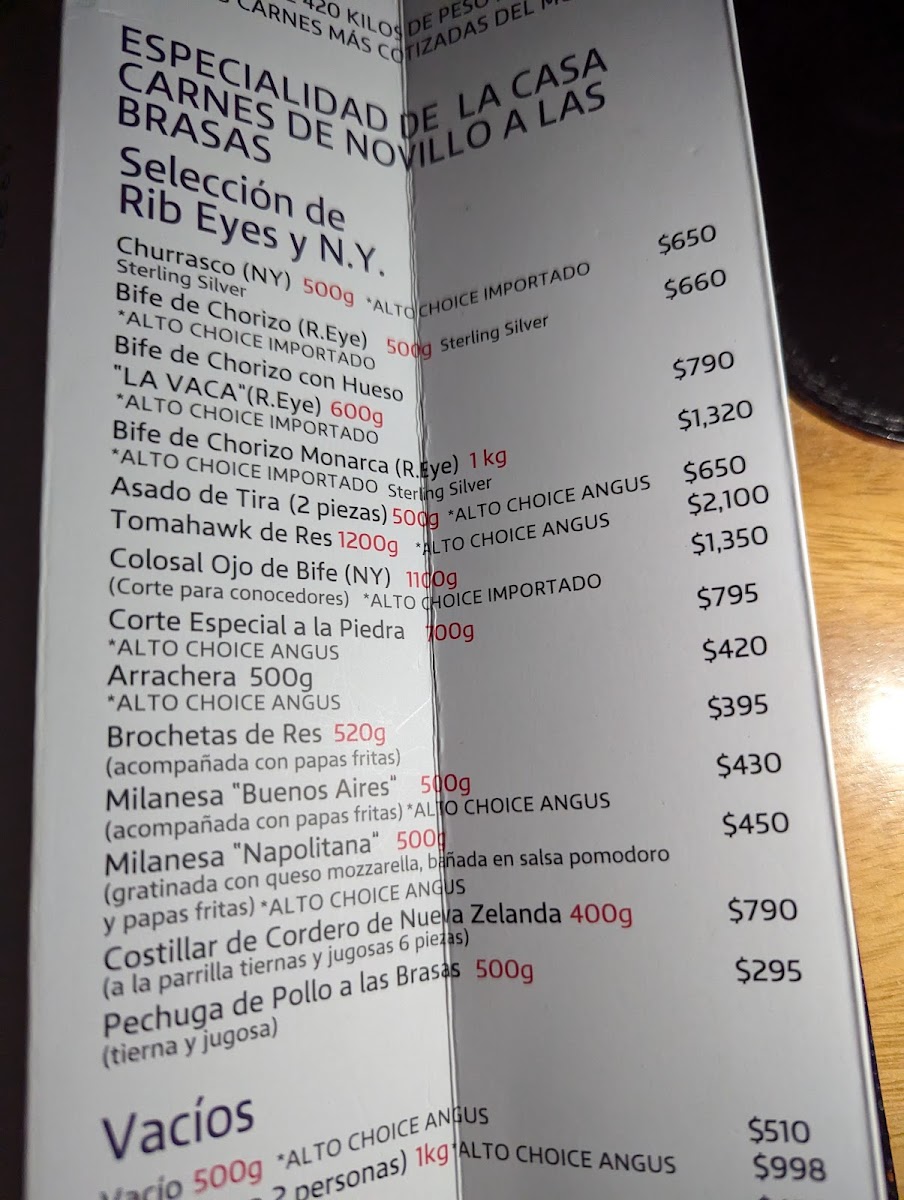 420 KILOS DE PESO
CARNES MÁS COTIZADAS DEL
ESPECIALIDAD DE LA CASA
CARNES DE NOVILLO A LAS
BRASAS
Selección de
Rib Eyes y N.Y.
Churrasco (NY) 500g *ALTO CHOICE IMPORTADO $650
Sterling Silver
Bife de Chorizo (R.Eye) 500g Sterling Silver $660
*ALTO CHOICE IMPORTADO
Bife de Chorizo con Hueso
"LA VACA"(R.Eye) 600g $790
*ALTO CHOICE IMPORTADO
Bife de Chorizo Monarca (R.Eye) 1 kg $1,320
*ALTO CHOICE IMPORTADO Sterling Silver
Asado de Tira (2 piezas) 500g *ALTO CHOICE ANGUS $650
Tomahawk de Res 1200g *ALTO CHOICE ANGUS $2,100
Colosal Ojo de Bife (NY) 1100g $1,350
(Corte para conocedores) *ALTO CHOICE IMPORTADO
Corte Especial a la Piedra 700g $795
*ALTO CHOICE ANGUS
Arrachera 500g $420
*ALTO CHOICE ANGUS
Brochetas de Res 520g $395
(acompañada con papas fritas)
Milanesa "Buenos Aires" 500g $430
(acompañada con papas fritas) *ALTO CHOICE ANGUS
Milanesa "Napolitana" 500g $450
(gratinada con queso mozzarella, bañada en salsa pomodoro
y papas fritas) *ALTO CHOICE ANGUS
Costillar de Cordero de Nueva Zelanda 400g $790
(a la parrilla tiernas y jugosas 6 piezas)
Pechuga de Pollo a las Brasas 500g $295
(tierna y jugosa)
Vacíos
Vacío 500g *ALTO CHOICE ANGUS $510
2 personas) 1kg *ALTO CHOICE ANGUS $998